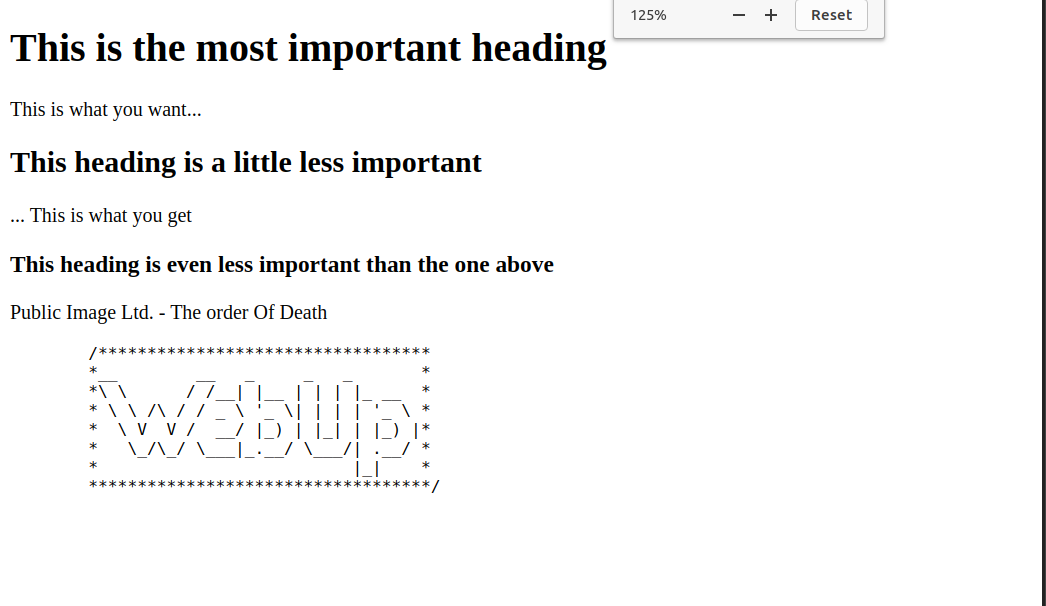 125%
—
+
Reset
This is the most important heading
This is what you want...
This heading is a little less important
... This is what you get
This heading is even less important than the one above
Public Image Ltd. - The order Of Death
/**********************************
*__        __   _     _   _       *
*\ \      / /__| |__ | | | |_ __  *
* \ \ /\ / / _ \ '_ \| | | | '_ \ *
*  \ V  V /  __/ |_) | |_| | |_) |*
*   \_/\_/ \___|_.__/ \___/| .__/ *
*                          |_|    *
***********************************/